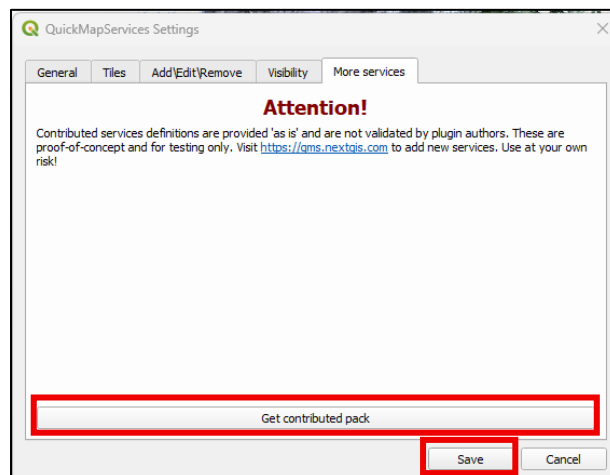 QuickMapServices Settings
General Tiles Add\Edit\Remove Visibility More services
Attention!
Contributed services definitions are provided 'as is' and are not validated by plugin authors. These are
proof-of-concept and for testing only. Visit https://qms.nextgis.com to add new services. Use at your own
risk!
Get contributed pack
Save Cancel